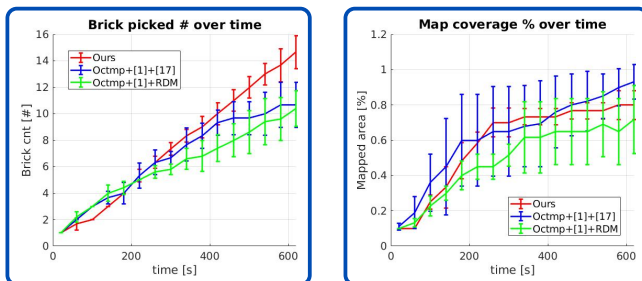 Brick picked # over time
16
14
12
10
8
6
4
2
0
Brick cnt [#]
Ours
Octmp+[1]+[17]
Octmp+[1]+RDM
0 200 400 600
time [s]
Map coverage % over time
1.2
1
0.8
0.6
0.4
0.2
0
Mapped area [%]
Ours
Octmp+[1]+[17]
Octmp+[1]+RDM
0 200 400 600
time [s]